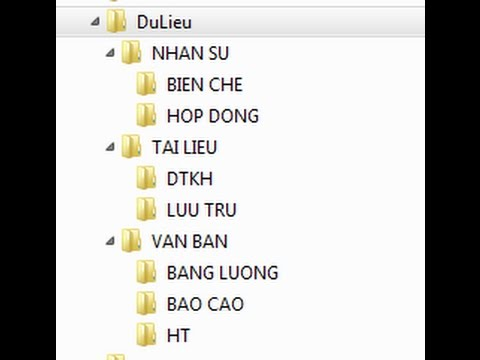 DuLieu
NHAN SU
BIEN CHE
HOP DONG
TAI LIEU
DTKH
LUU TRU
VAN BAN
BANG LUONG
BAO CAO
HT